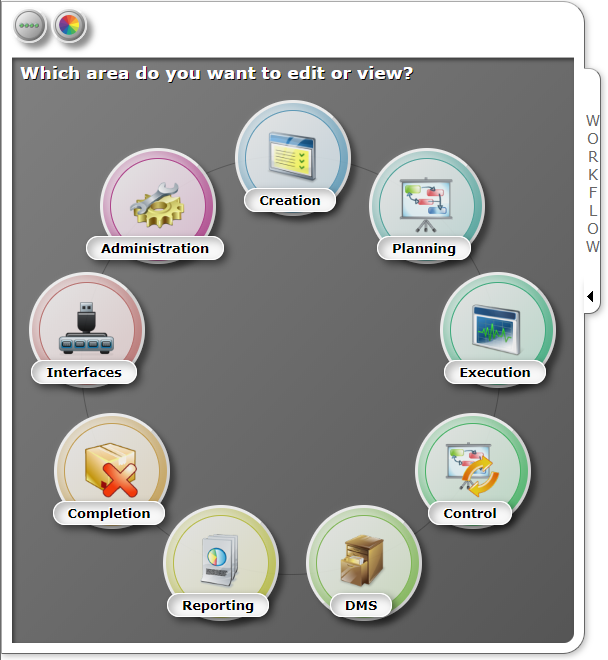 Which area do you want to edit or view?
Creation
Planning
Execution
Control
DMS
Reporting
Completion
Interfaces
Administration
WORKFLOW